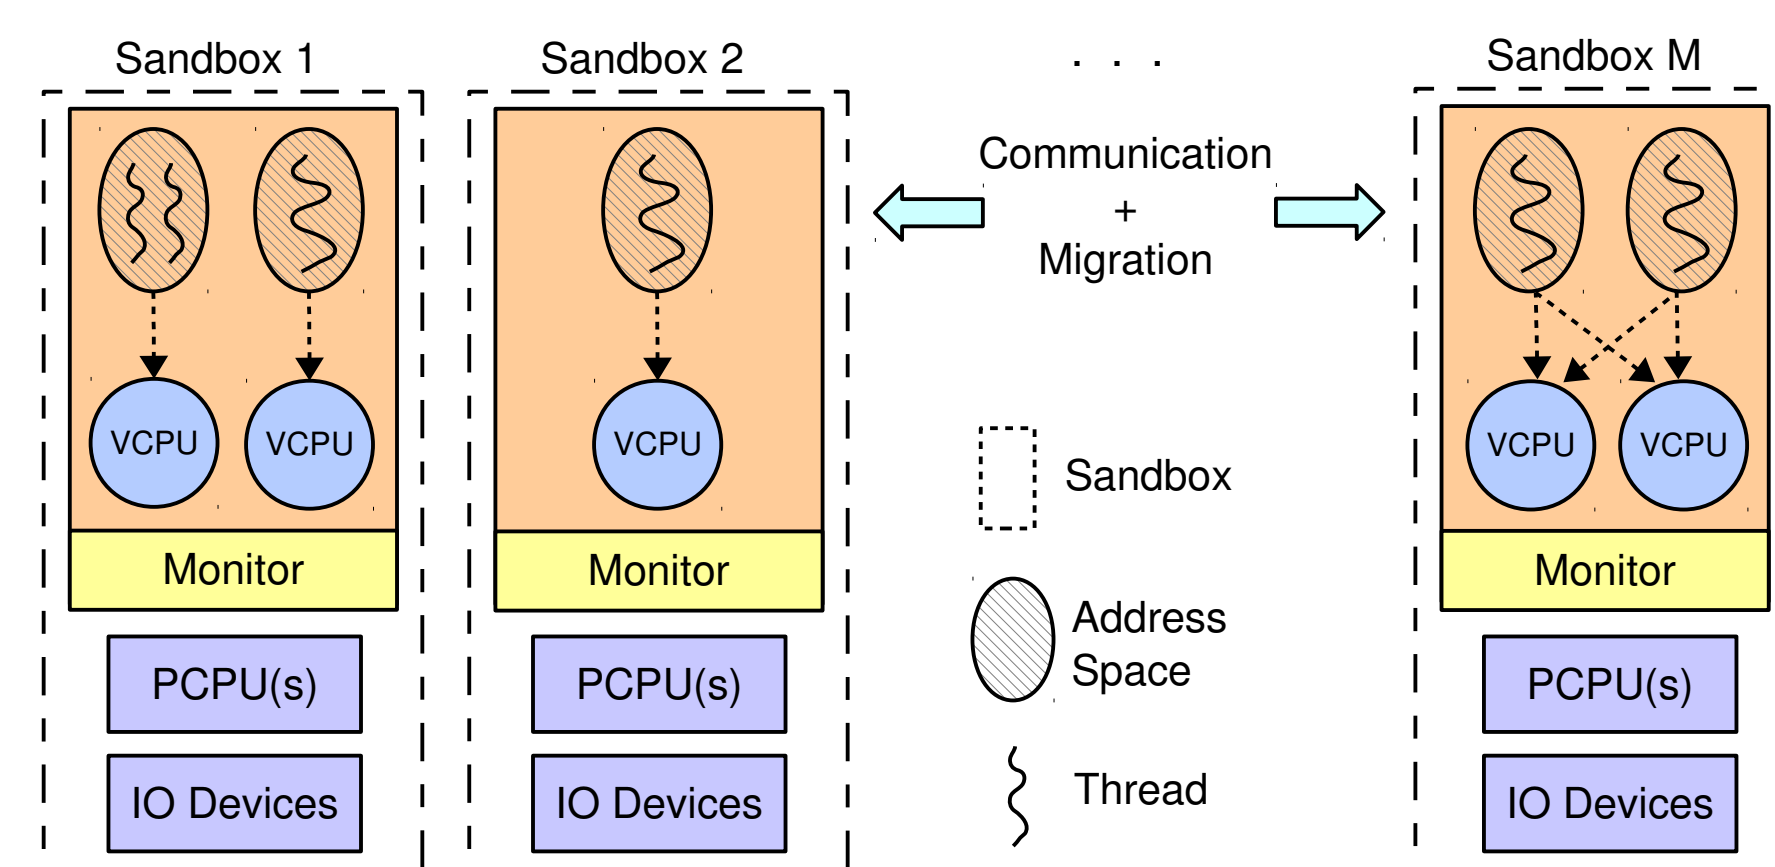 Sandbox 1
Sandbox 2
. . .
Sandbox M
Communication
+
Migration
VCPU
VCPU
VCPU
VCPU
VCPU
Sandbox
Monitor
Monitor
Monitor
Address
Space
PCPU(s)
PCPU(s)
PCPU(s)
Thread
IO Devices
IO Devices
IO Devices